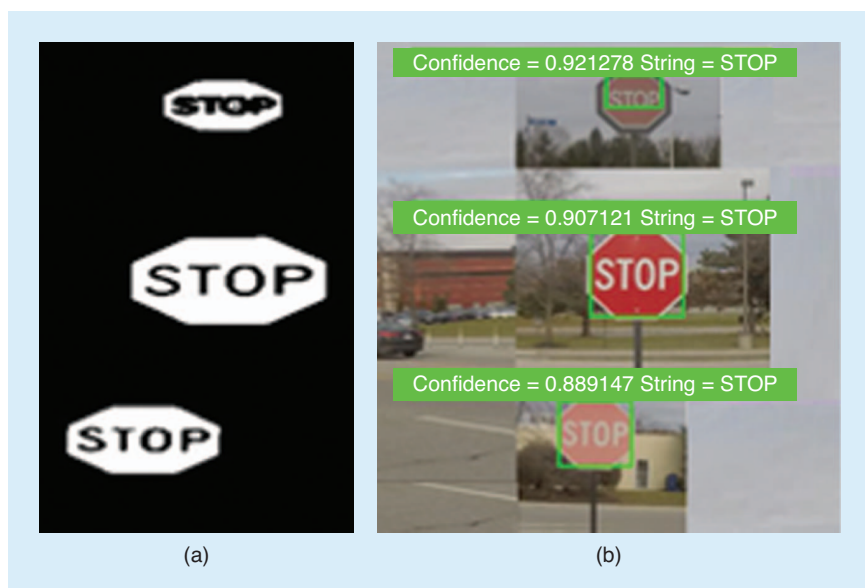 STOP
STOP
STOP
(a)
Confidence = 0.921278 String = STOP
STOP
Confidence = 0.907121 String = STOP
STOP
Confidence = 0.889147 String = STOP
STOP
(b)